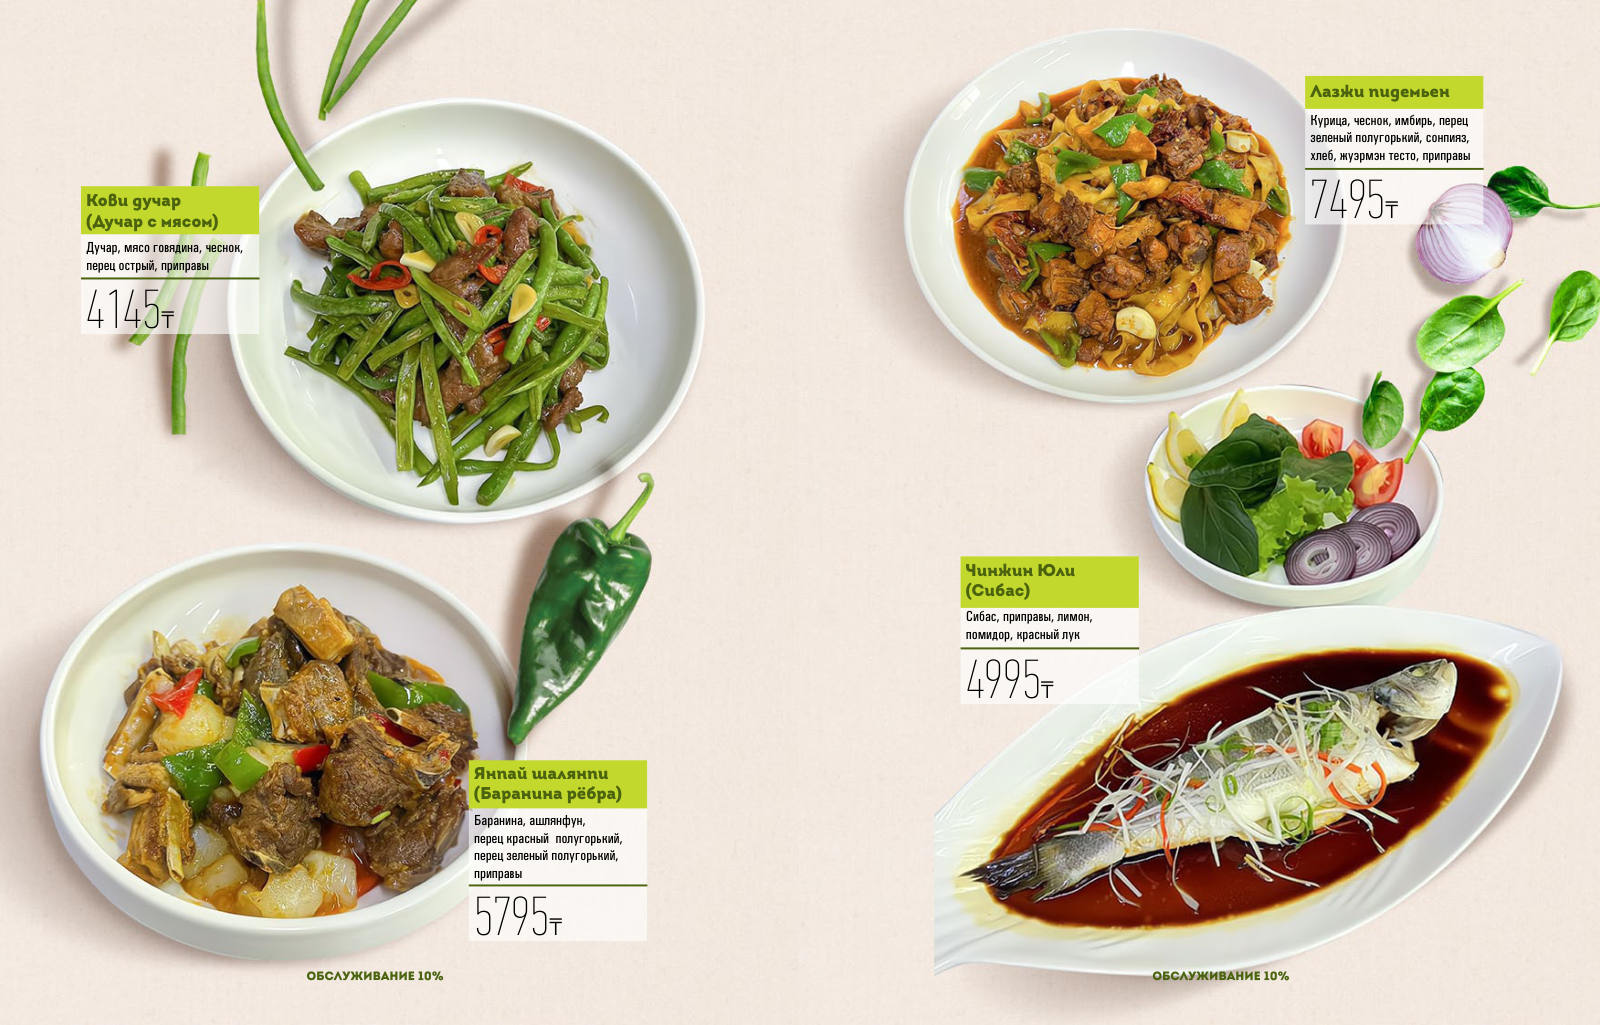 Кови дучар
(Дучар с мясом)
Дучар, мясо говядина, чеснок,
перец острый, приправы
4145₸
Янпай шалянпи
(Баранина рёбра)
Баранина, ашлянфун,
перец красный полугорький,
перец зеленый полугорький,
приправы
5795₸
ОБСЛУЖИВАНИЕ 10%
Лазжи пидемьен
Курица, чеснок, имбирь, перец
зеленый полугорький, сонпияз,
хлеб, жуэрмэн тесто, приправы
7495₸
Чинжин Юли
(Сибас)
Сибас, приправы, лимон,
помидор, красный лук
4995₸
ОБСЛУЖИВАНИЕ 10%